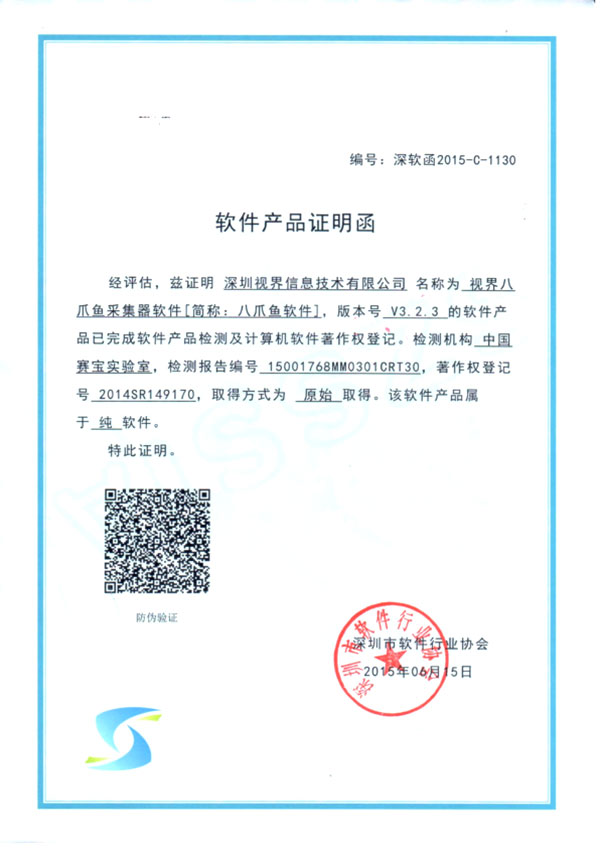 编号：深软函2015-C-1130
软件产品证明函
经评估，兹证明 深圳视界信息技术有限公司 名称为 视界八
爪鱼采集器软件[简称：八爪鱼软件]，版本号 V3.2.3 的软件产
品已完成软件产品检测及计算机软件著作权登记。检测机构 中国
赛宝实验室，检测报告编号 15001768MM0301CRT30，著作权登记
号 2014SR149170，取得方式为 原始 取得。该软件产品属
于 纯 软件。
特此证明。
防伪验证
深圳市软件行业协会
深圳市软件行业协会
2015年06月15日